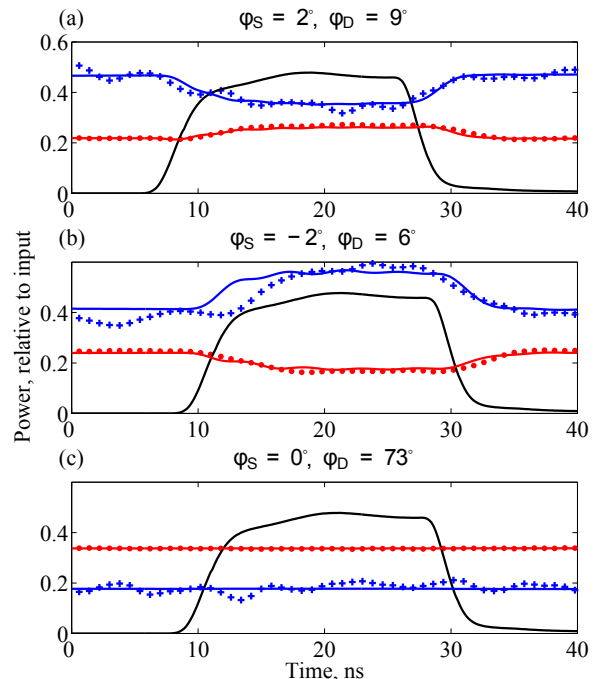 (a)
φS = 2°, φD = 9°
0.6
0.4
0.2
0
0 10 20 30 40
(b)
φS = − 2°, φD = 6°
0.4
0.2
0
0 10 20 30 40
(c)
φS = 0°, φD = 73°
0.4
0.2
0
0 10 20 30 40
Time, ns
Power, relative to input